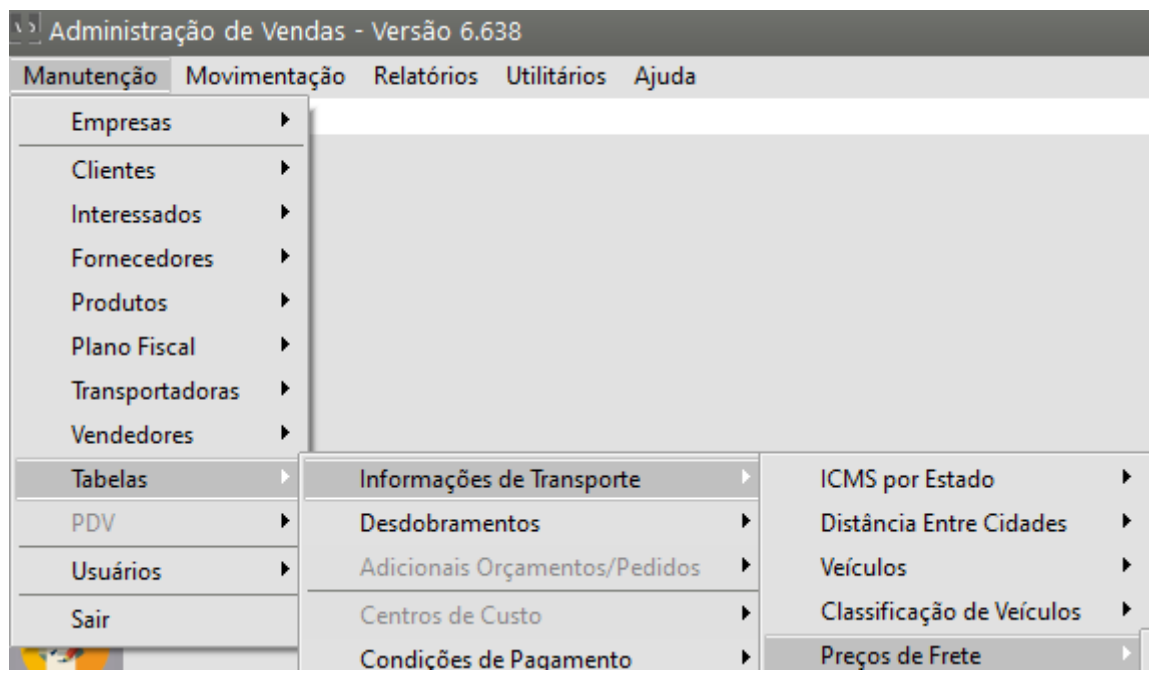 Administração de Vendas - Versão 6.638
Manutenção Movimentação Relatórios Utilitários Ajuda
Empresas
Clientes
Interessados
Fornecedores
Produtos
Plano Fiscal
Transportadoras
Vendedores
Tabelas
PDV
Usuários
Sair
Informações de Transporte
Desdobramentos
Adicionais Orçamentos/Pedidos
Centros de Custo
Condições de Pagamento
ICMS por Estado
Distância Entre Cidades
Veículos
Classificação de Veículos
Preços de Frete